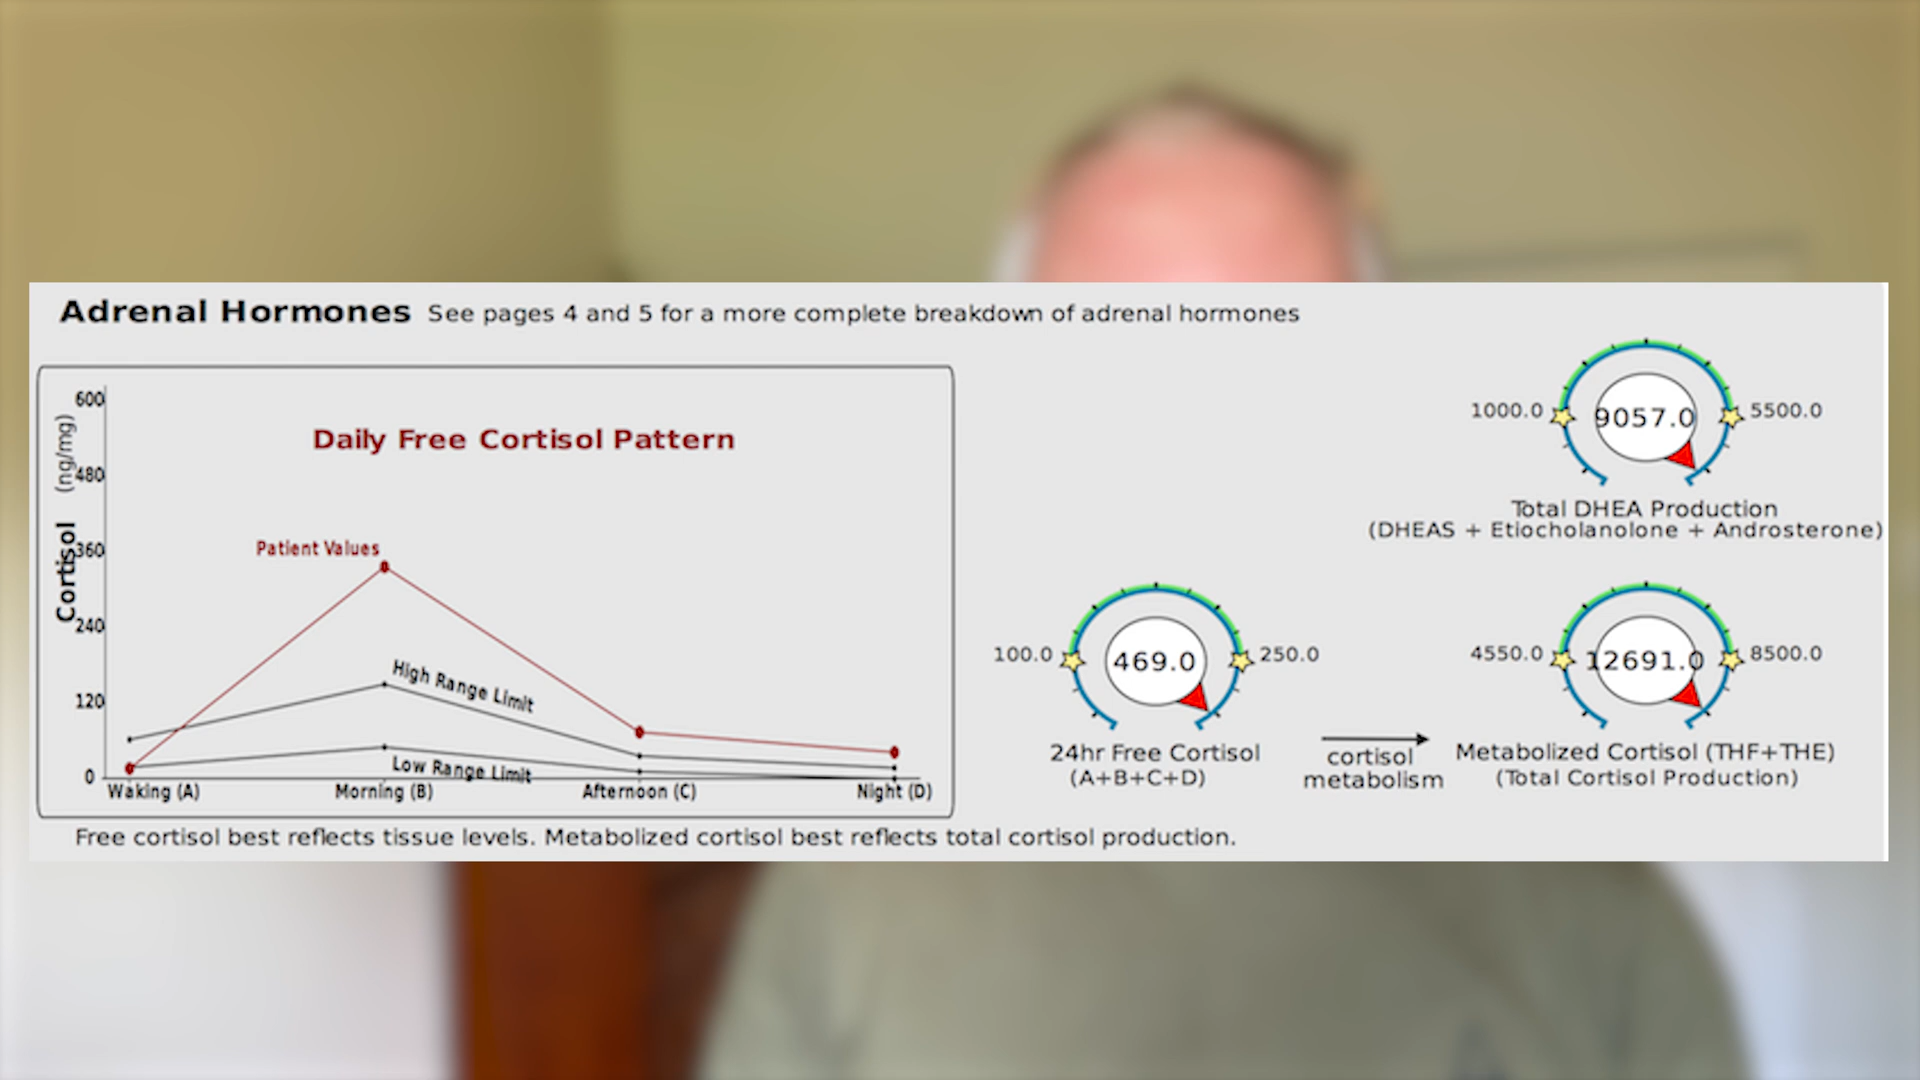 Adrenal Hormones See pages 4 and 5 for a more complete breakdown of adrenal hormones
600
480
360
240
120
0
Cortisol (ng/mg)
Daily Free Cortisol Pattern
Patient Values
High Range Limit
Low Range Limit
Waking (A) Morning (B) Afternoon (C) Night (D)
1000.0 9057.0 5500.0
Total DHEA Production
(DHEAS + Etiocholanolone + Androsterone)
100.0 469.0 250.0
24hr Free Cortisol
(A+B+C+D)
cortisol
metabolism
4550.0 12691.0 8500.0
Metabolized Cortisol (THF+THE)
(Total Cortisol Production)
Free cortisol best reflects tissue levels. Metabolized cortisol best reflects total cortisol production.